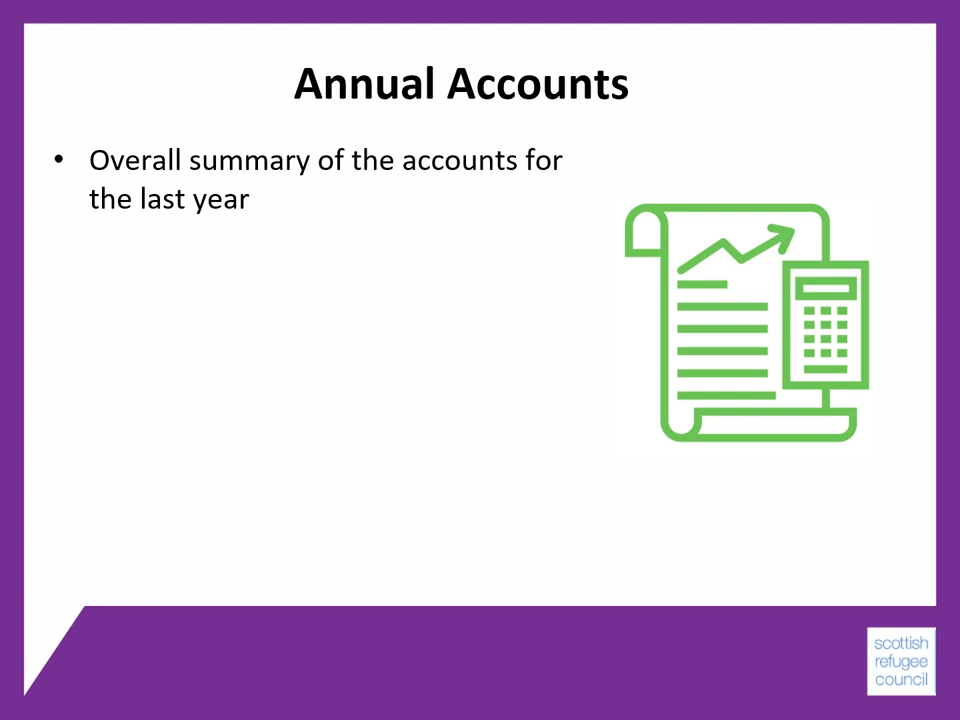 Annual Accounts
• Overall summary of the accounts for
the last year
scottish
refugee
council